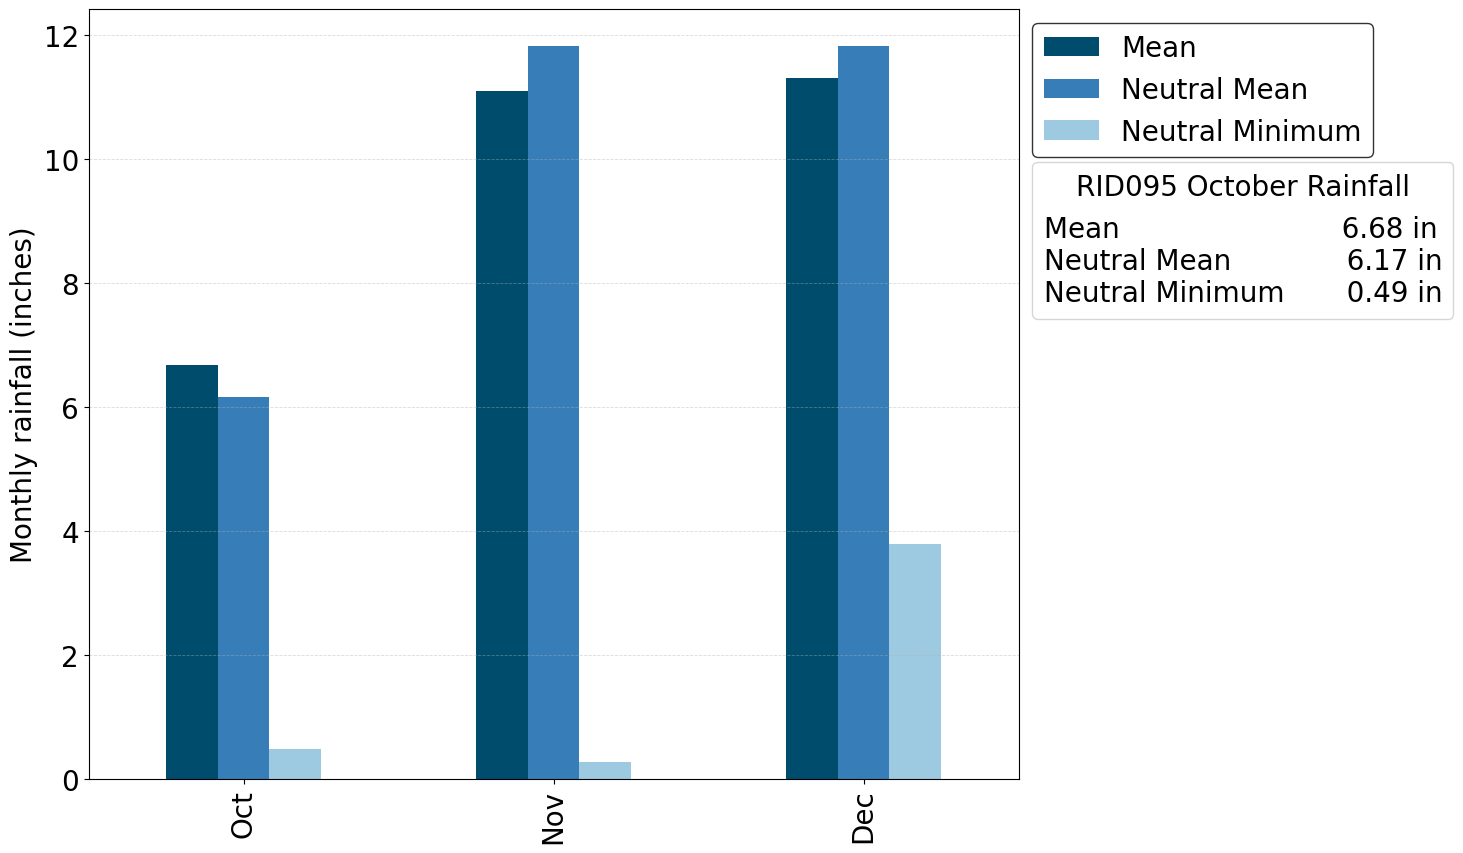 Monthly rainfall (inches)
12
10
8
6
4
2
0
Oct
Nov
Dec
Mean
Neutral Mean
Neutral Minimum
RID095 October Rainfall
Mean 6.68 in
Neutral Mean 6.17 in
Neutral Minimum 0.49 in